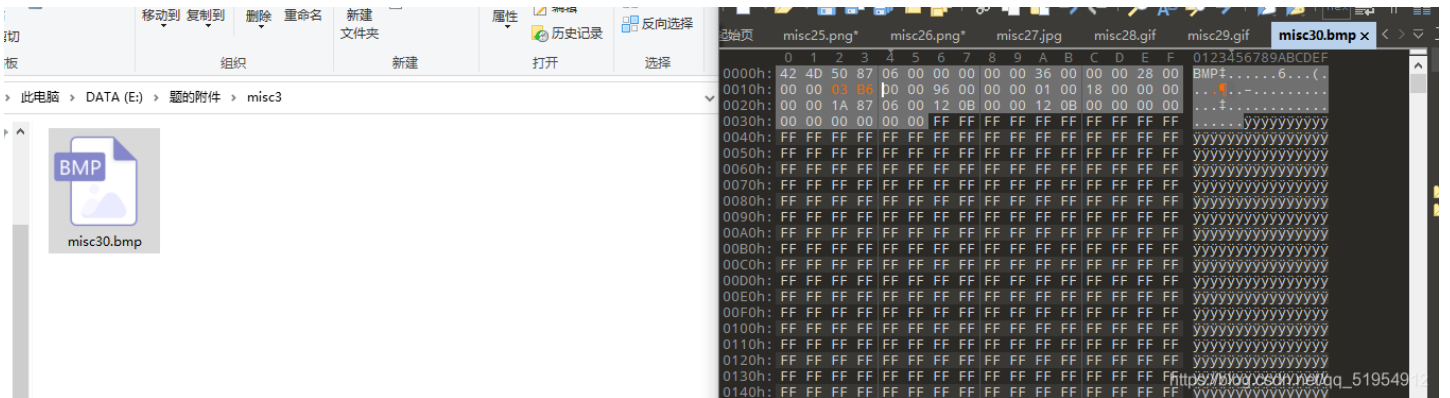 移动到 复制到 删除 重命名 新建 文件夹 属性 编辑 历史记录 反向选择
组织 新建 打开 选择
› 此电脑 › DATA (E:) › 题的附件 › misc3
BMP
misc30.bmp
起始页 misc25.png* misc26.png* misc27.jpg misc28.gif misc29.gif misc30.bmp x
0 1 2 3 4 5 6 7 8 9 A B C D E F 0123456789ABCDEF
0000h: 42 4D 50 87 06 00 00 00 00 00 36 00 00 00 28 00 BMP‡......6...(.
0010h: 00 00 03 B6 00 00 96 00 00 00 01 00 18 00 00 00 ...¶..–.........
0020h: 00 00 1A 87 06 00 12 0B 00 00 12 0B 00 00 00 00 ...‡............
0030h: 00 00 00 00 00 00 FF FF FF FF FF FF FF FF FF FF ......ÿÿÿÿÿÿÿÿÿÿ
0040h: FF FF FF FF FF FF FF FF FF FF FF FF FF FF FF FF ÿÿÿÿÿÿÿÿÿÿÿÿÿÿÿÿ
0050h: FF FF FF FF FF FF FF FF FF FF FF FF FF FF FF FF ÿÿÿÿÿÿÿÿÿÿÿÿÿÿÿÿ
0060h: FF FF FF FF FF FF FF FF FF FF FF FF FF FF FF FF ÿÿÿÿÿÿÿÿÿÿÿÿÿÿÿÿ
0070h: FF FF FF FF FF FF FF FF FF FF FF FF FF FF FF FF ÿÿÿÿÿÿÿÿÿÿÿÿÿÿÿÿ
0080h: FF FF FF FF FF FF FF FF FF FF FF FF FF FF FF FF ÿÿÿÿÿÿÿÿÿÿÿÿÿÿÿÿ
0090h: FF FF FF FF FF FF FF FF FF FF FF FF FF FF FF FF ÿÿÿÿÿÿÿÿÿÿÿÿÿÿÿÿ
00A0h: FF FF FF FF FF FF FF FF FF FF FF FF FF FF FF FF ÿÿÿÿÿÿÿÿÿÿÿÿÿÿÿÿ
00B0h: FF FF FF FF FF FF FF FF FF FF FF FF FF FF FF FF ÿÿÿÿÿÿÿÿÿÿÿÿÿÿÿÿ
00C0h: FF FF FF FF FF FF FF FF FF FF FF FF FF FF FF FF ÿÿÿÿÿÿÿÿÿÿÿÿÿÿÿÿ
00D0h: FF FF FF FF FF FF FF FF FF FF FF FF FF FF FF FF ÿÿÿÿÿÿÿÿÿÿÿÿÿÿÿÿ
00E0h: FF FF FF FF FF FF FF FF FF FF FF FF FF FF FF FF ÿÿÿÿÿÿÿÿÿÿÿÿÿÿÿÿ
00F0h: FF FF FF FF FF FF FF FF FF FF FF FF FF FF FF FF ÿÿÿÿÿÿÿÿÿÿÿÿÿÿÿÿ
0100h: FF FF FF FF FF FF FF FF FF FF FF FF FF FF FF FF ÿÿÿÿÿÿÿÿÿÿÿÿÿÿÿÿ
0110h: FF FF FF FF FF FF FF FF FF FF FF FF FF FF FF FF ÿÿÿÿÿÿÿÿÿÿÿÿÿÿÿÿ
0120h: FF FF FF FF FF FF FF FF FF FF FF FF FF FF FF FF ÿÿÿÿÿÿÿÿÿÿÿÿÿÿÿÿ
0130h: FF FF FF FF FF FF FF FF FF FF FF FF FF FF FF FF
https://blog.csdn.net/qq_51954912
0140h: FF FF FF FF FF FF FF FF FF FF FF FF FF FF FF FF ÿÿÿÿÿÿÿÿÿÿÿÿÿÿÿÿ